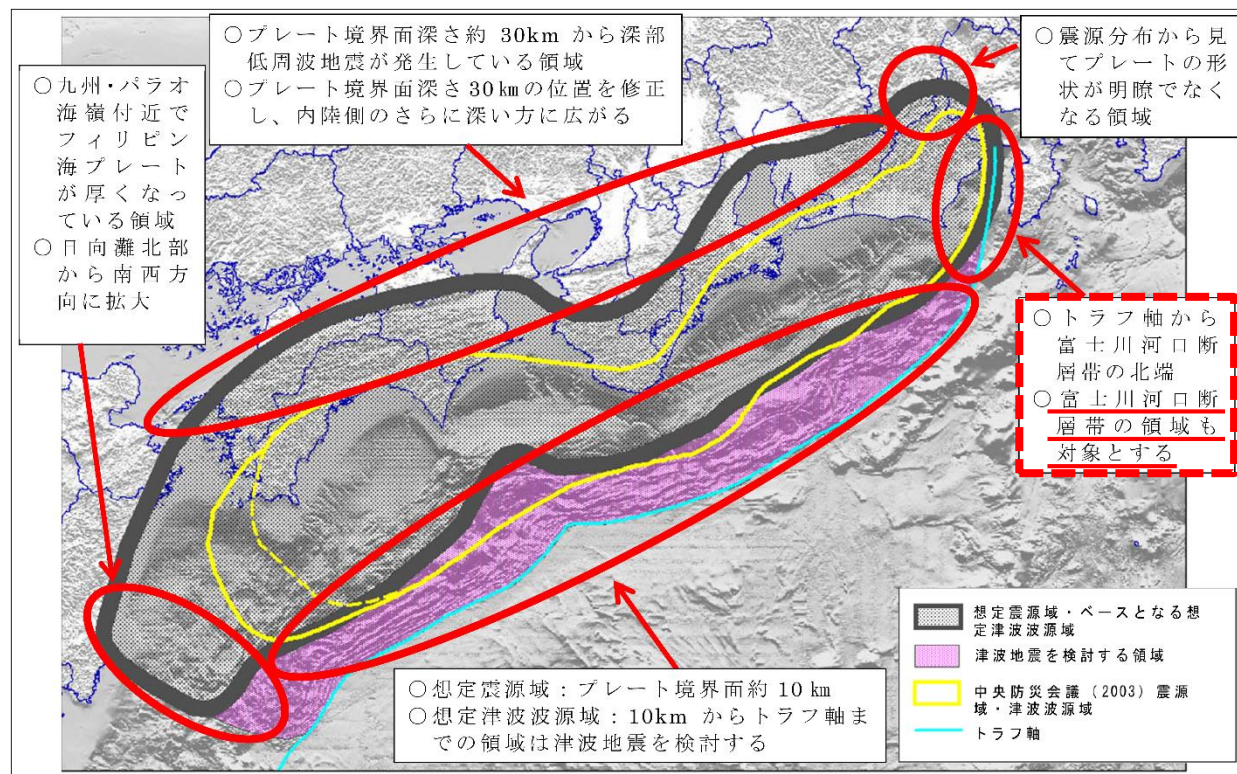 ○プレート境界面深さ約 30km から深部
低周波地震が発生している領域
○プレート境界面深さ30㎞の位置を修正
し、内陸側のさらに深い方に広がる
○震源分布から見
てプレートの形
状が明瞭でなく
なる領域
○九州・パラオ
海嶺付近で
フィリピン
海プレート
が厚くなっ
ている領域
○日向灘北部
から南西方
向に拡大
○トラフ軸から
富士川河口断
層帯の北端
○富士川河口断
層帯の領域も
対象とする
○想定震源域：プレート境界面約 10㎞
○想定津波波源域：10km からトラフ軸ま
での領域は津波地震を検討する
想定震源域・ベースとなる想
定津波波源域
津波地震を検討する領域
中央防災会議（2003）震源
域・津波波源域
トラフ軸